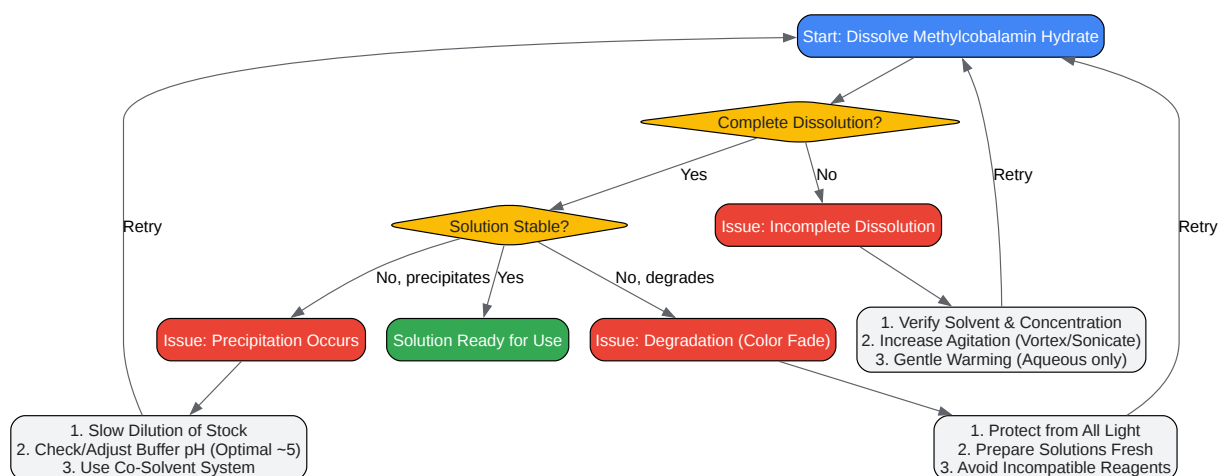 Start: Dissolve Methylcobalamin Hydrate
Complete Dissolution?
Yes
No
Retry
Retry
Retry
Solution Stable?
Issue: Incomplete Dissolution
No, precipitates
Yes
No, degrades
Issue: Precipitation Occurs
Solution Ready for Use
Issue: Degradation (Color Fade)
1. Verify Solvent & Concentration
2. Increase Agitation (Vortex/Sonicate)
3. Gentle Warming (Aqueous only)
1. Slow Dilution of Stock
2. Check/Adjust Buffer pH (Optimal ~5)
3. Use Co-Solvent System
1. Protect from All Light
2. Prepare Solutions Fresh
3. Avoid Incompatible Reagents